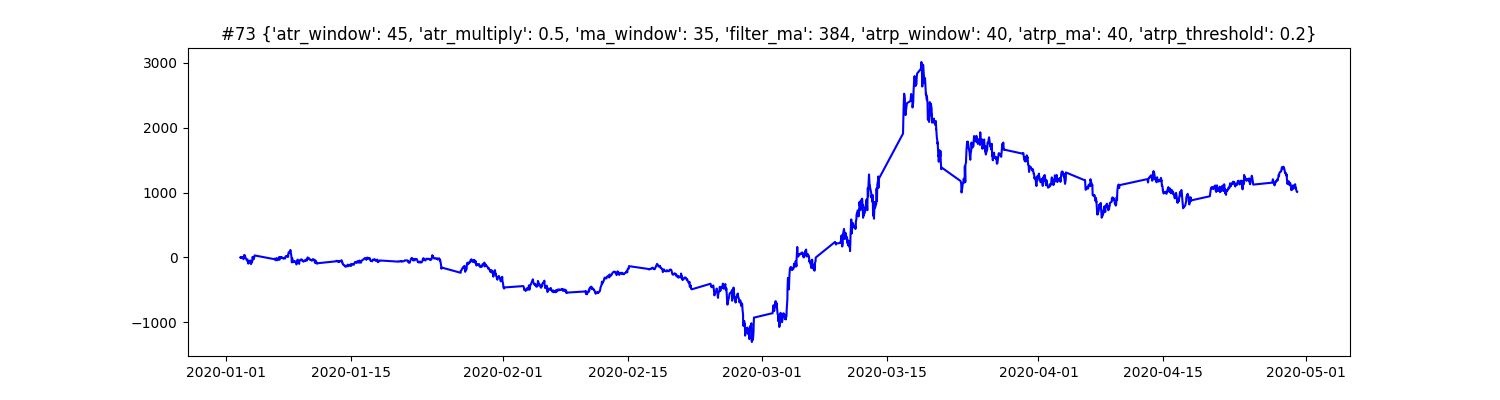 #73 {'atr_window': 45, 'atr_multiply': 0.5, 'ma_window': 35, 'filter_ma': 384, 'atrp_window': 40, 'atrp_ma': 40, 'atrp_threshold': 0.2}
3000
2000
1000
0
−1000
2020-01-01 2020-01-15 2020-02-01 2020-02-15 2020-03-01 2020-03-15 2020-04-01 2020-04-15 2020-05-01